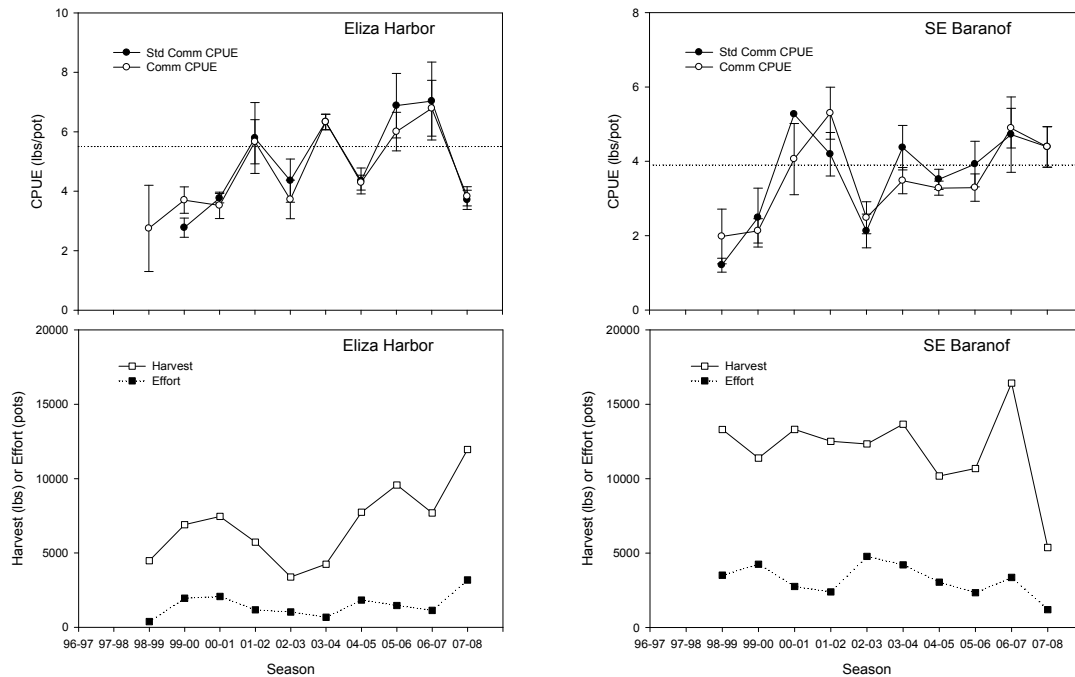 Eliza Harbor
Std Comm CPUE
Comm CPUE
CPUE (lbs/pot)
10
8
6
4
2
0
SE Baranof
Std Comm CPUE
Comm CPUE
CPUE (lbs/pot)
8
6
4
2
0
Eliza Harbor
Harvest
Effort
Harvest (lbs) or Effort (pots)
20000
15000
10000
5000
0
96-97 97-98 98-99 99-00 00-01 01-02 02-03 03-04 04-05 05-06 06-07 07-08
Season
SE Baranof
Harvest
Effort
Harvest (lbs) or Effort (pots)
20000
15000
10000
5000
0
96-97 97-98 98-99 99-00 00-01 01-02 02-03 03-04 04-05 05-06 06-07 07-08
Season